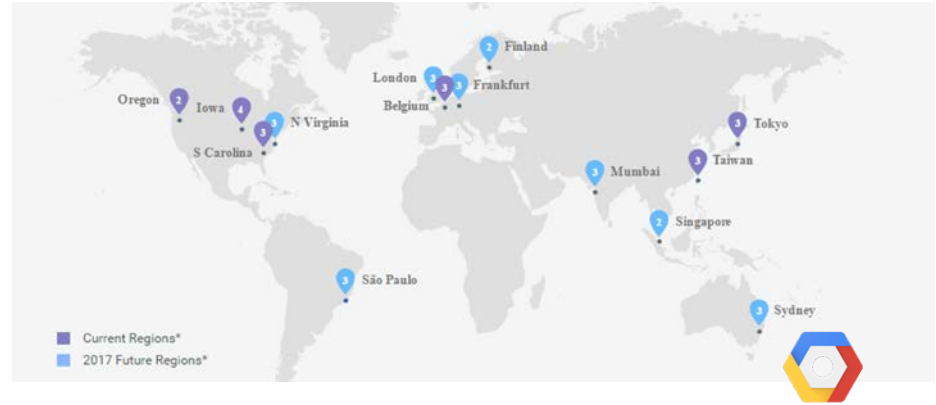 2 Finland
London 3
3
3 Frankfurt
Belgium
Oregon 2
Iowa 4
3 N Virginia
3
S Carolina
3 Tokyo
3 Taiwan
3 Mumbai
2 Singapore
3 São Paulo
3 Sydney
Current Regions*
2017 Future Regions*